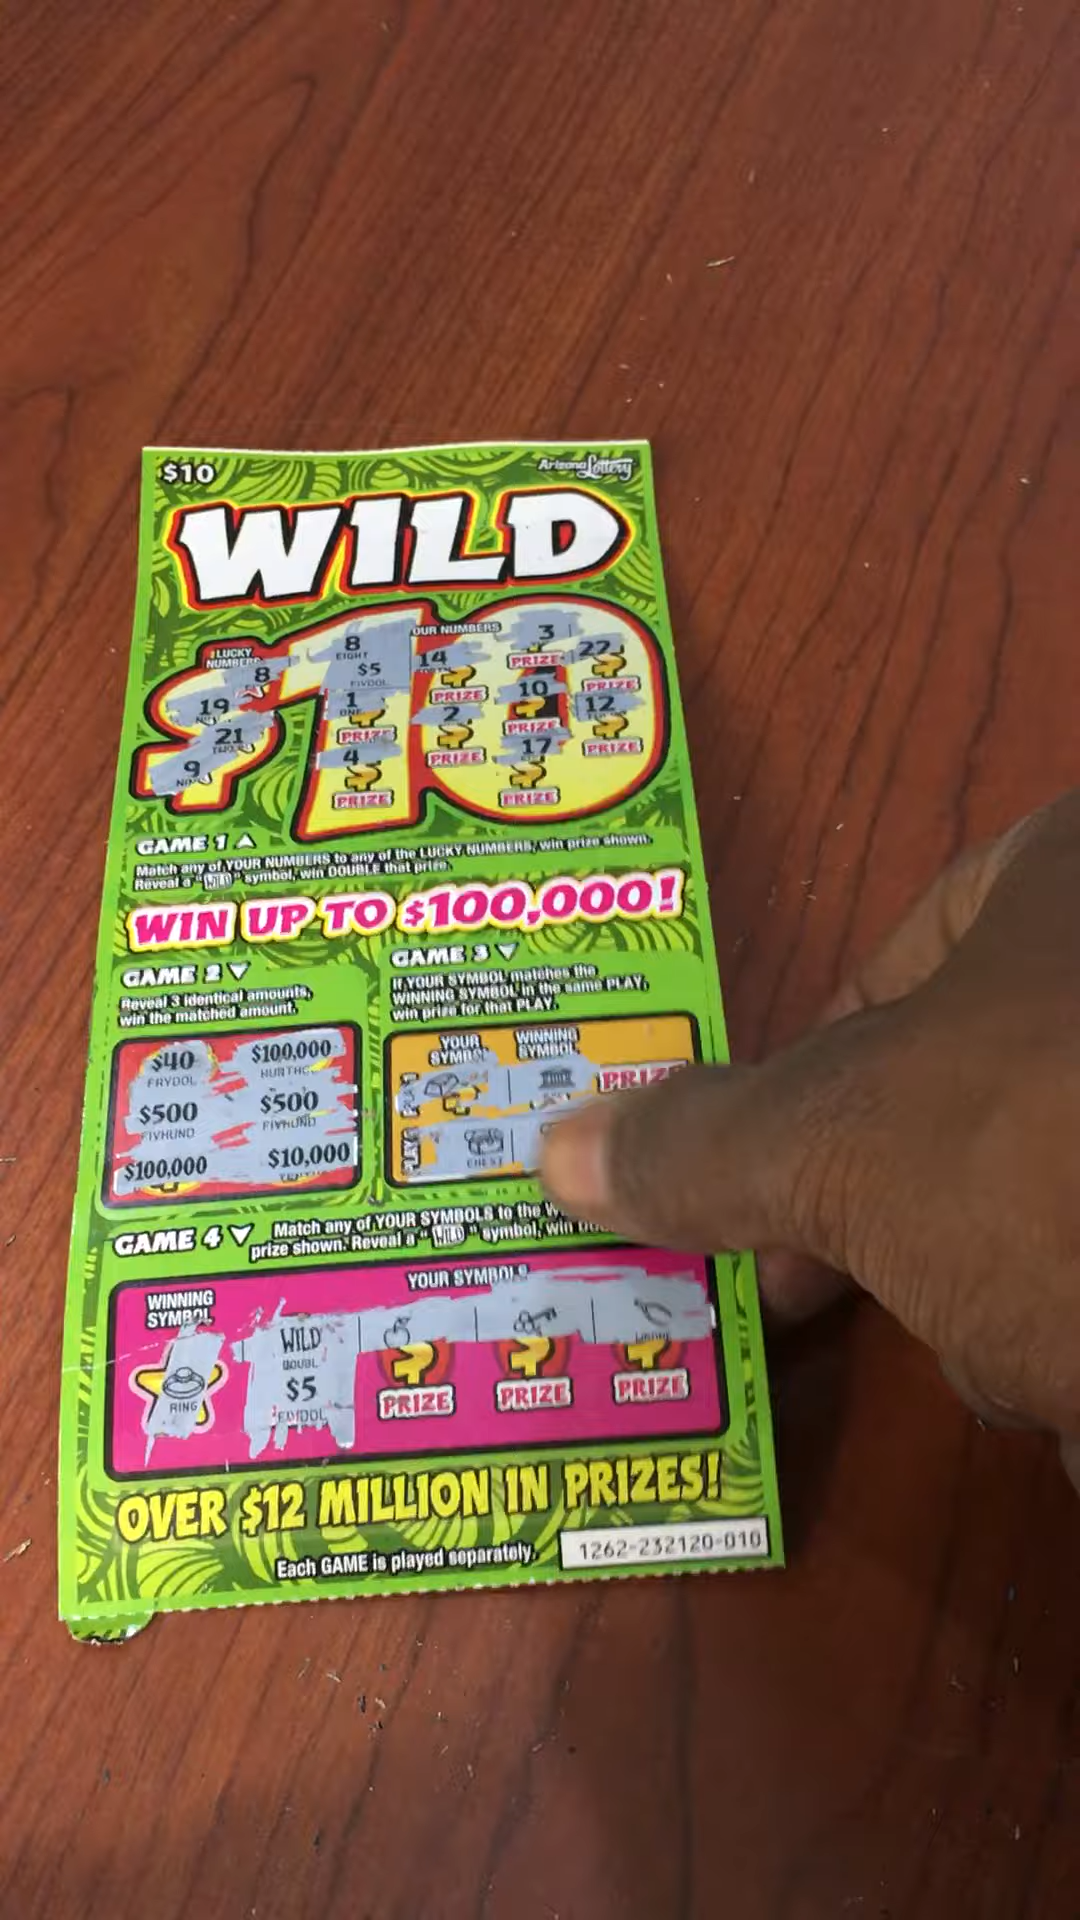 $10
Arizona Lottery
WILD
$10
LUCKY
NUMBERS
YOUR NUMBERS
8
19
21
9
8
EIGHT
$5
FIVDOL
14
PRIZE
3
PRIZE
22
PRIZE
1
ONE
PRIZE
2
PRIZE
10
PRIZE
12
PRIZE
4
PRIZE
17
PRIZE
GAME 1
Match any of YOUR NUMBERS to any of the LUCKY NUMBERS, win prize shown.
Reveal a "WILD" symbol, win DOUBLE that prize.
WIN UP TO $100,000!
GAME 2
Reveal 3 identical amounts,
win the matched amount.
$40
FRYDOL
$100,000
$500
FIVHUND
$500
FIVHUND
$100,000
$10,000
GAME 3
If YOUR SYMBOL matches the
WINNING SYMBOL in the same PLAY,
win prize for that PLAY.
YOUR
SYMBOL
WINNING
SYMBOL
PLAY 1
PRIZE
PLAY
CHEST
GAME 4
Match any of YOUR SYMBOLS to the
prize shown. Reveal a "WILD" symbol, win
WINNING
SYMBOL
YOUR SYMBOLS
RING
WILD
DOUBL
$5
PRIZE
PRIZE
PRIZE
OVER $12 MILLION IN PRIZES!
Each GAME is played separately.
1262-232120-010